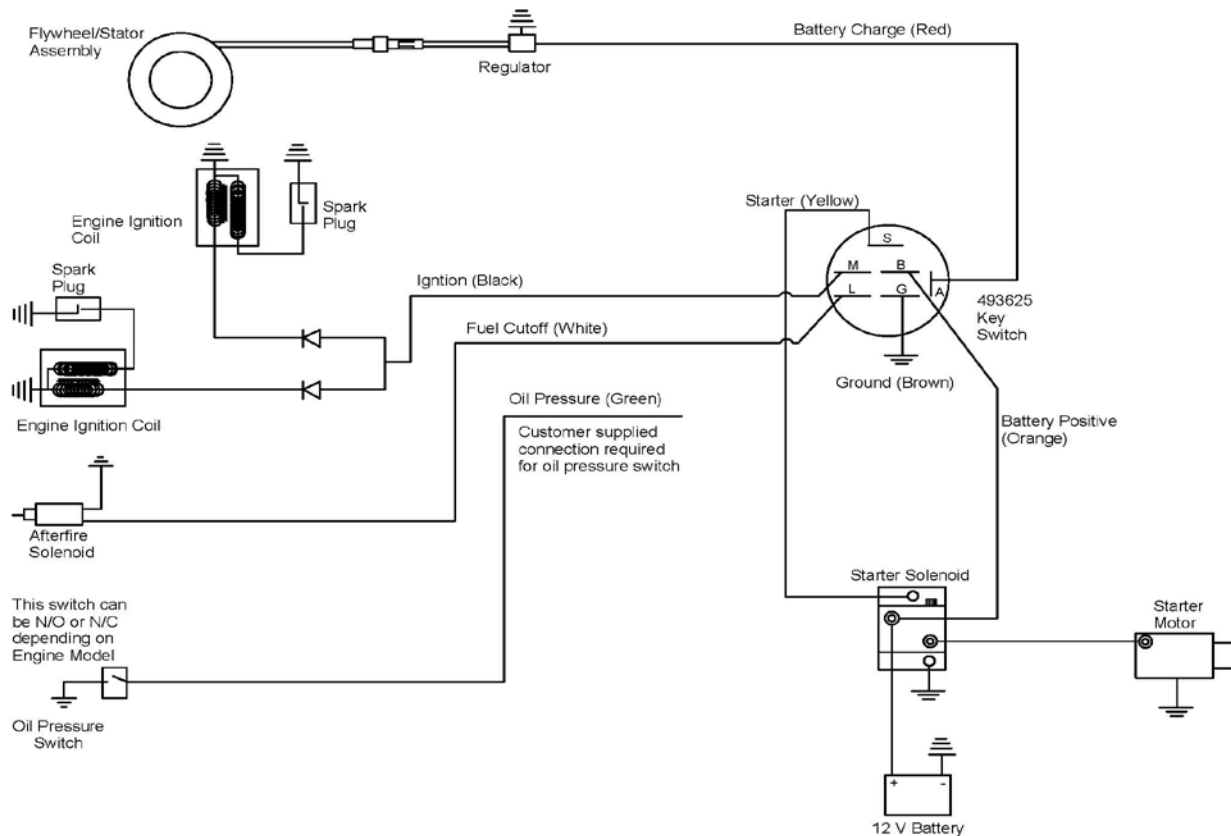 Flywheel/Stator
Assembly
Battery Charge (Red)
Regulator
Engine Ignition
Coil
Spark
Plug
Starter (Yellow)
S
M
B
L
G
A
493625
Key
Switch
Spark
Plug
Igntion (Black)
Fuel Cutoff (White)
Ground (Brown)
Engine Ignition Coil
Oil Pressure (Green)
Customer supplied
connection required
for oil pressure switch
Battery Positive
(Orange)
Afterfire
Solenoid
Starter Solenoid
This switch can
be N/O or N/C
depending on
Engine Model
Starter
Motor
Oil Pressure
Switch
+
-
12 V Battery